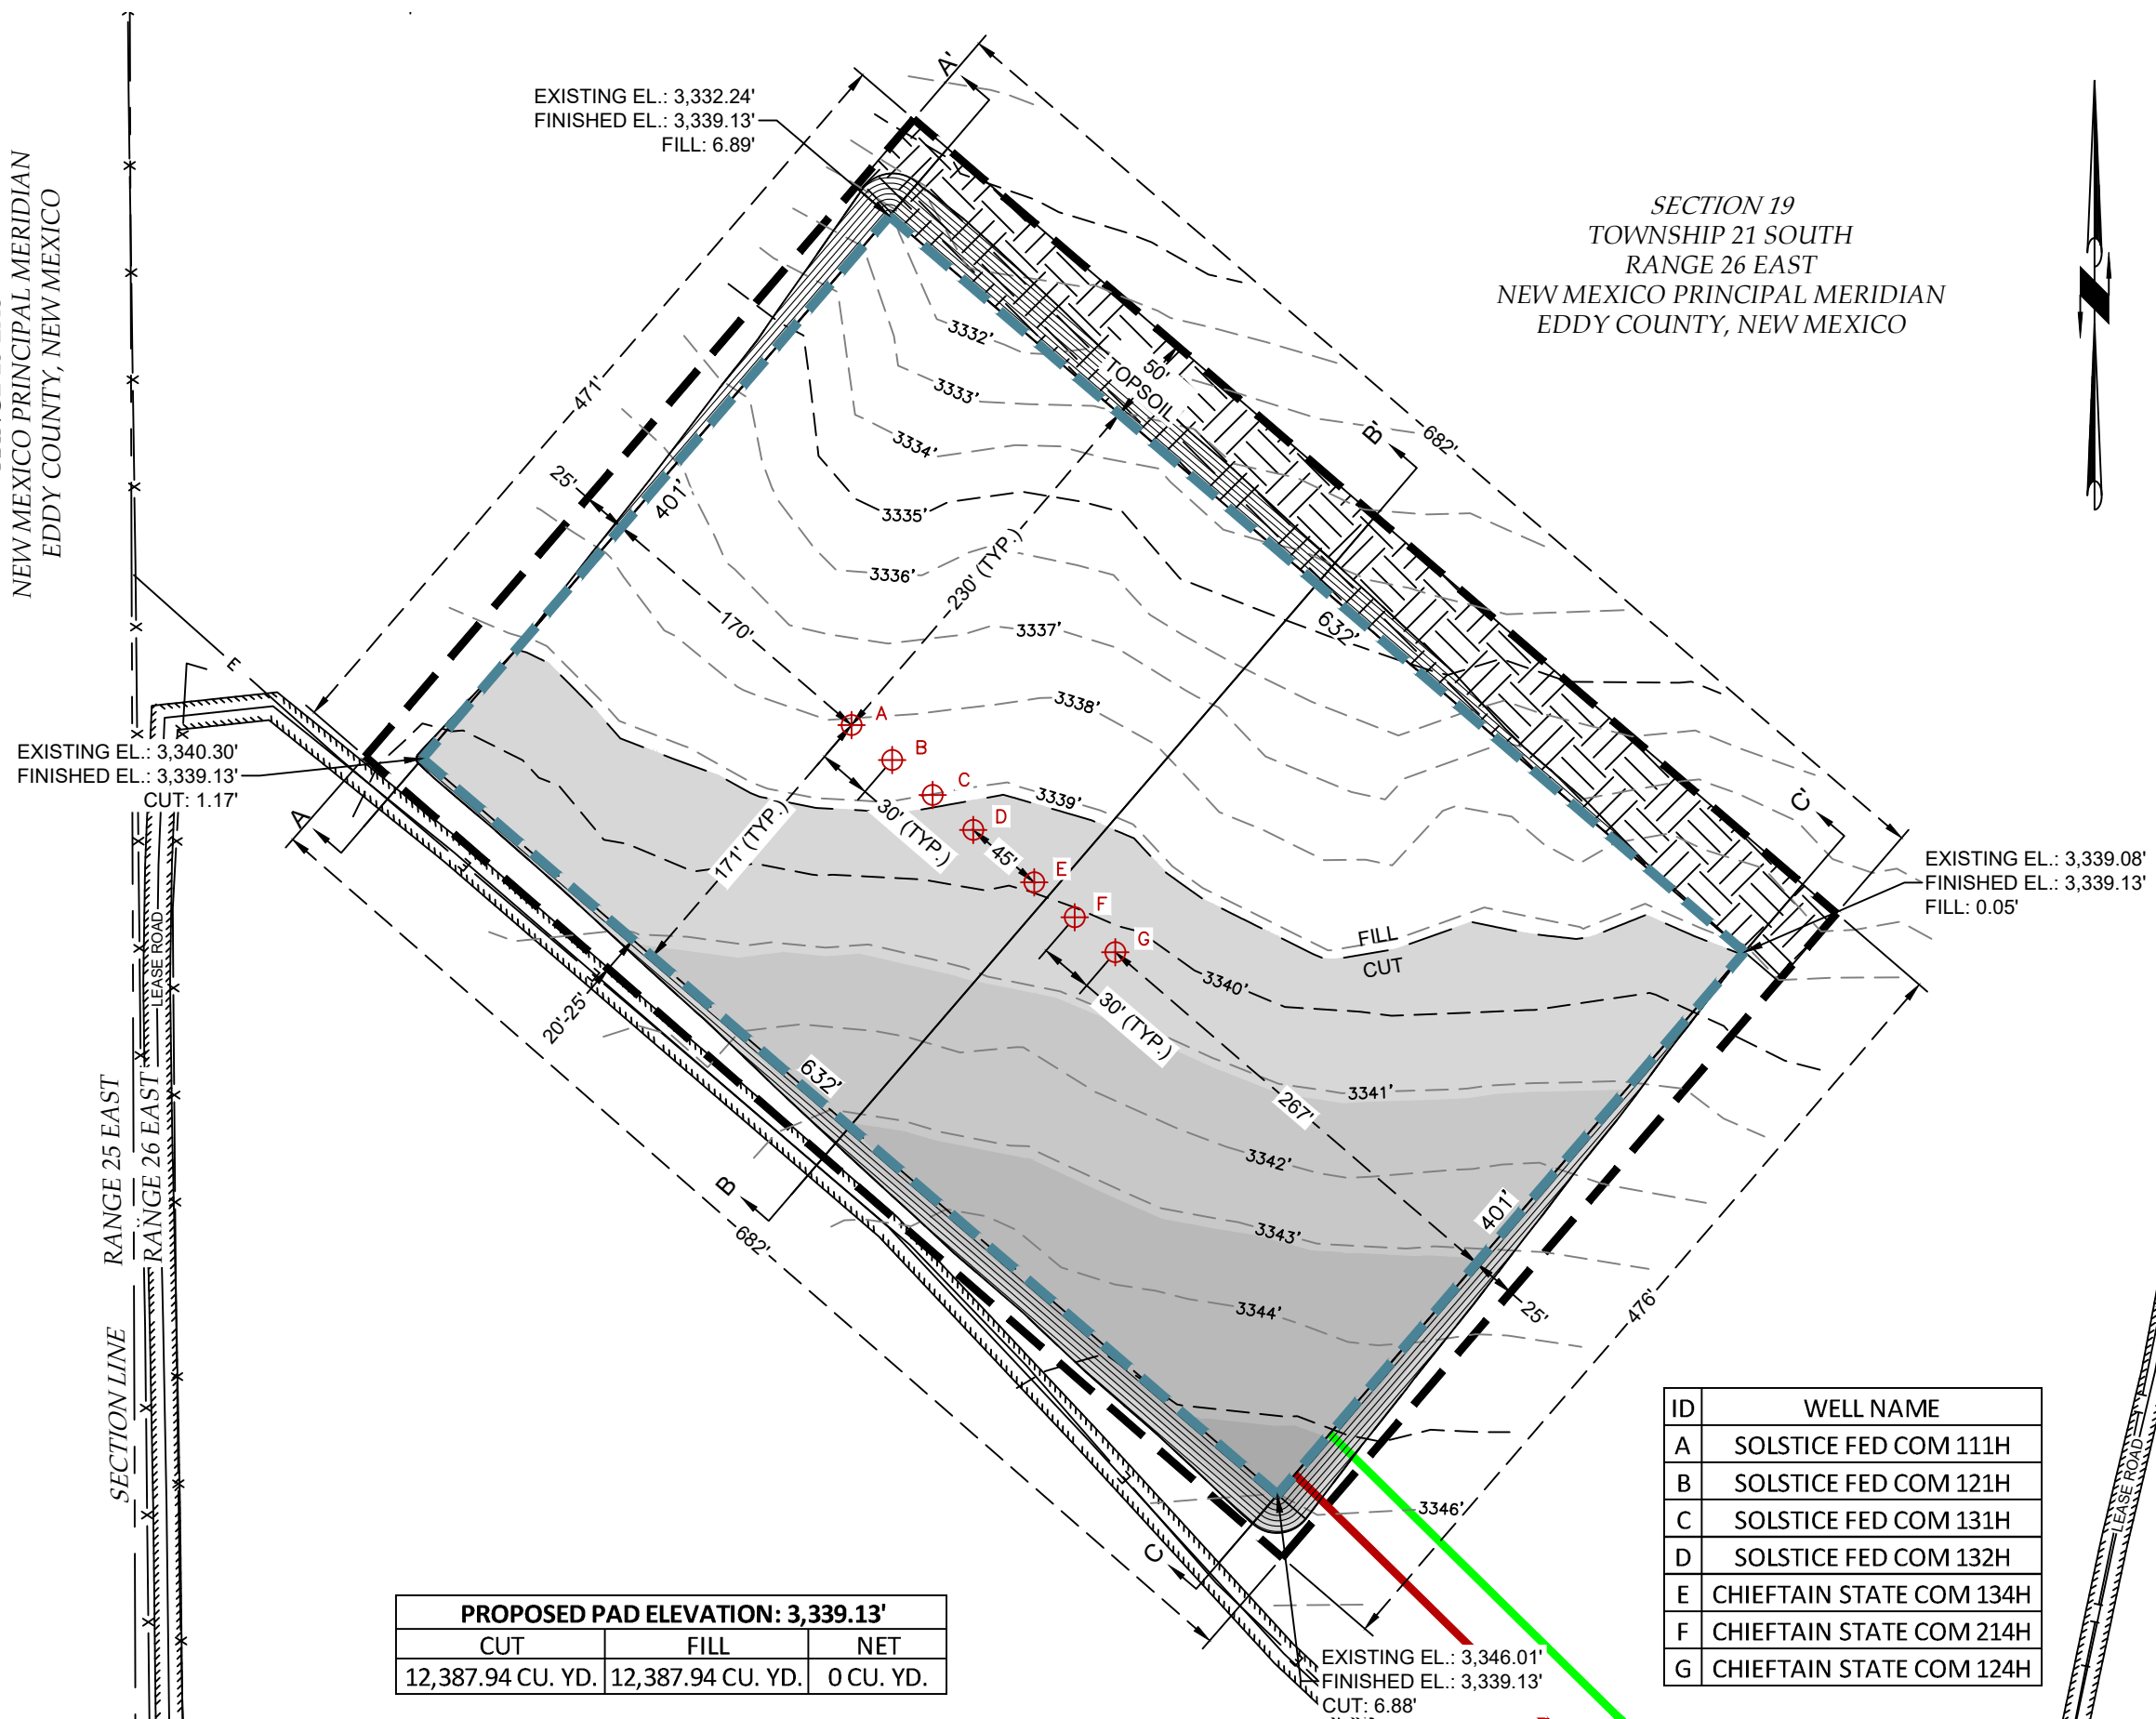 NEW MEXICO PRINCIPAL MERIDIAN
EDDY COUNTY, NEW MEXICO
EXISTING EL.: 3,332.24'
FINISHED EL.: 3,339.13'
FILL: 6.89'
A'
SECTION 19
TOWNSHIP 21 SOUTH
RANGE 26 EAST
NEW MEXICO PRINCIPAL MERIDIAN
EDDY COUNTY, NEW MEXICO
N
471'
682'
3332'
50'
TOPSOIL
3333'
3334'
B'
25'
401'
3335'
3336'
230' (TYP.)
632'
170'
3337'
3338'
E
EXISTING EL.: 3,340.30'
FINISHED EL.: 3,339.13'
CUT: 1.17'
A
A
B
C
D
E
F
G
3339'
171' (TYP.)
30' (TYP.)
45'
C'
EXISTING EL.: 3,339.08'
FINISHED EL.: 3,339.13'
FILL: 0.05'
FILL
CUT
3340'
30' (TYP.)
LEASE ROAD
20'-25'
632'
3341'
267'
3342'
RANGE 25 EAST
RANGE 26 EAST
B
682'
3343'
401'
3344'
25'
476'
SECTION LINE
3346'
C
LEASE ROAD
ID WELL NAME
A SOLSTICE FED COM 111H
B SOLSTICE FED COM 121H
C SOLSTICE FED COM 131H
D SOLSTICE FED COM 132H
E CHIEFTAIN STATE COM 134H
F CHIEFTAIN STATE COM 214H
G CHIEFTAIN STATE COM 124H
PROPOSED PAD ELEVATION: 3,339.13'
CUT FILL NET
12,387.94 CU. YD. 12,387.94 CU. YD. 0 CU. YD.
EXISTING EL.: 3,346.01'
FINISHED EL.: 3,339.13'
CUT: 6.88'